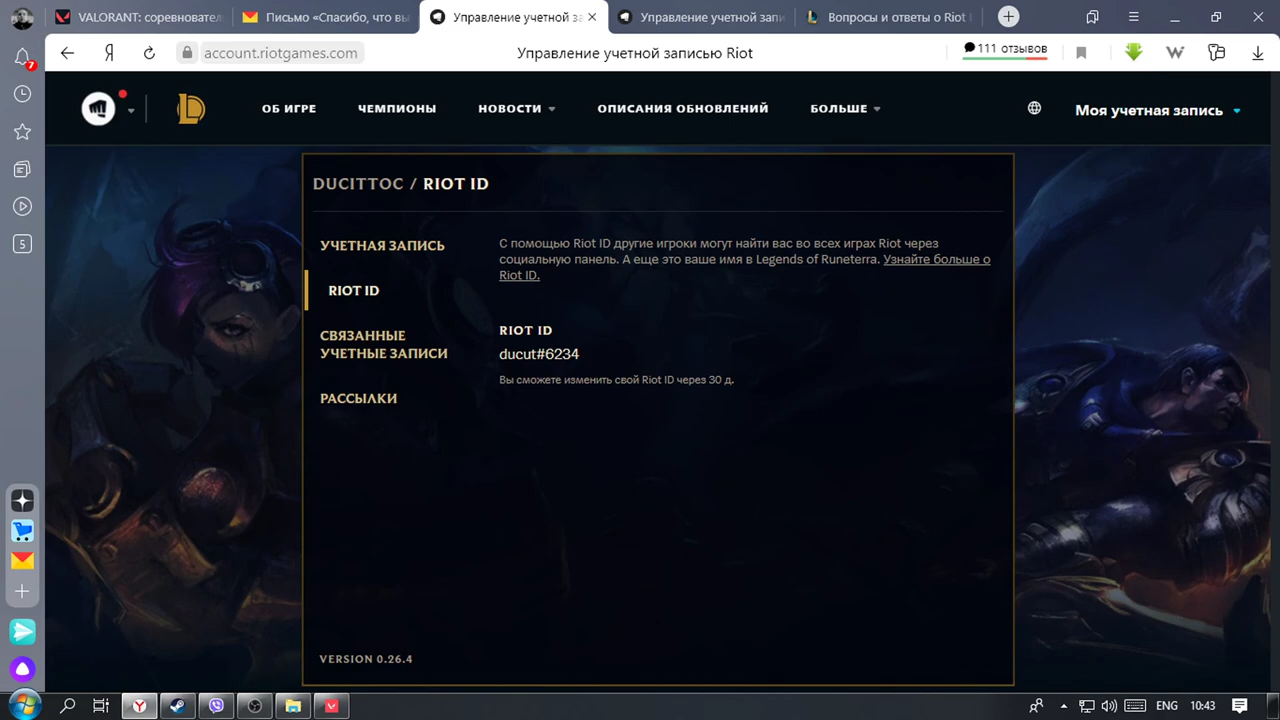 VALORANT: соревновател
Письмо «Спасибо, что вы
Управление учетной за
Управление учетной запи
Вопросы и ответы о Riot I
account.riotgames.com
Управление учетной записью Riot
111 отзывов
7
ОБ ИГРЕ
ЧЕМПИОНЫ
НОВОСТИ
ОПИСАНИЯ ОБНОВЛЕНИЙ
БОЛЬШЕ
Моя учетная запись
5
DUCITTOC / RIOT ID
УЧЕТНАЯ ЗАПИСЬ
RIOT ID
СВЯЗАННЫЕ
УЧЕТНЫЕ ЗАПИСИ
РАССЫЛКИ
С помощью Riot ID другие игроки могут найти вас во всех играх Riot через
социальную панель. А еще это ваше имя в Legends of Runeterra. Узнайте больше о
Riot ID.
RIOT ID
ducut#6234
Вы сможете изменить свой Riot ID через 30 д.
VERSION 0.26.4
ENG
10:43